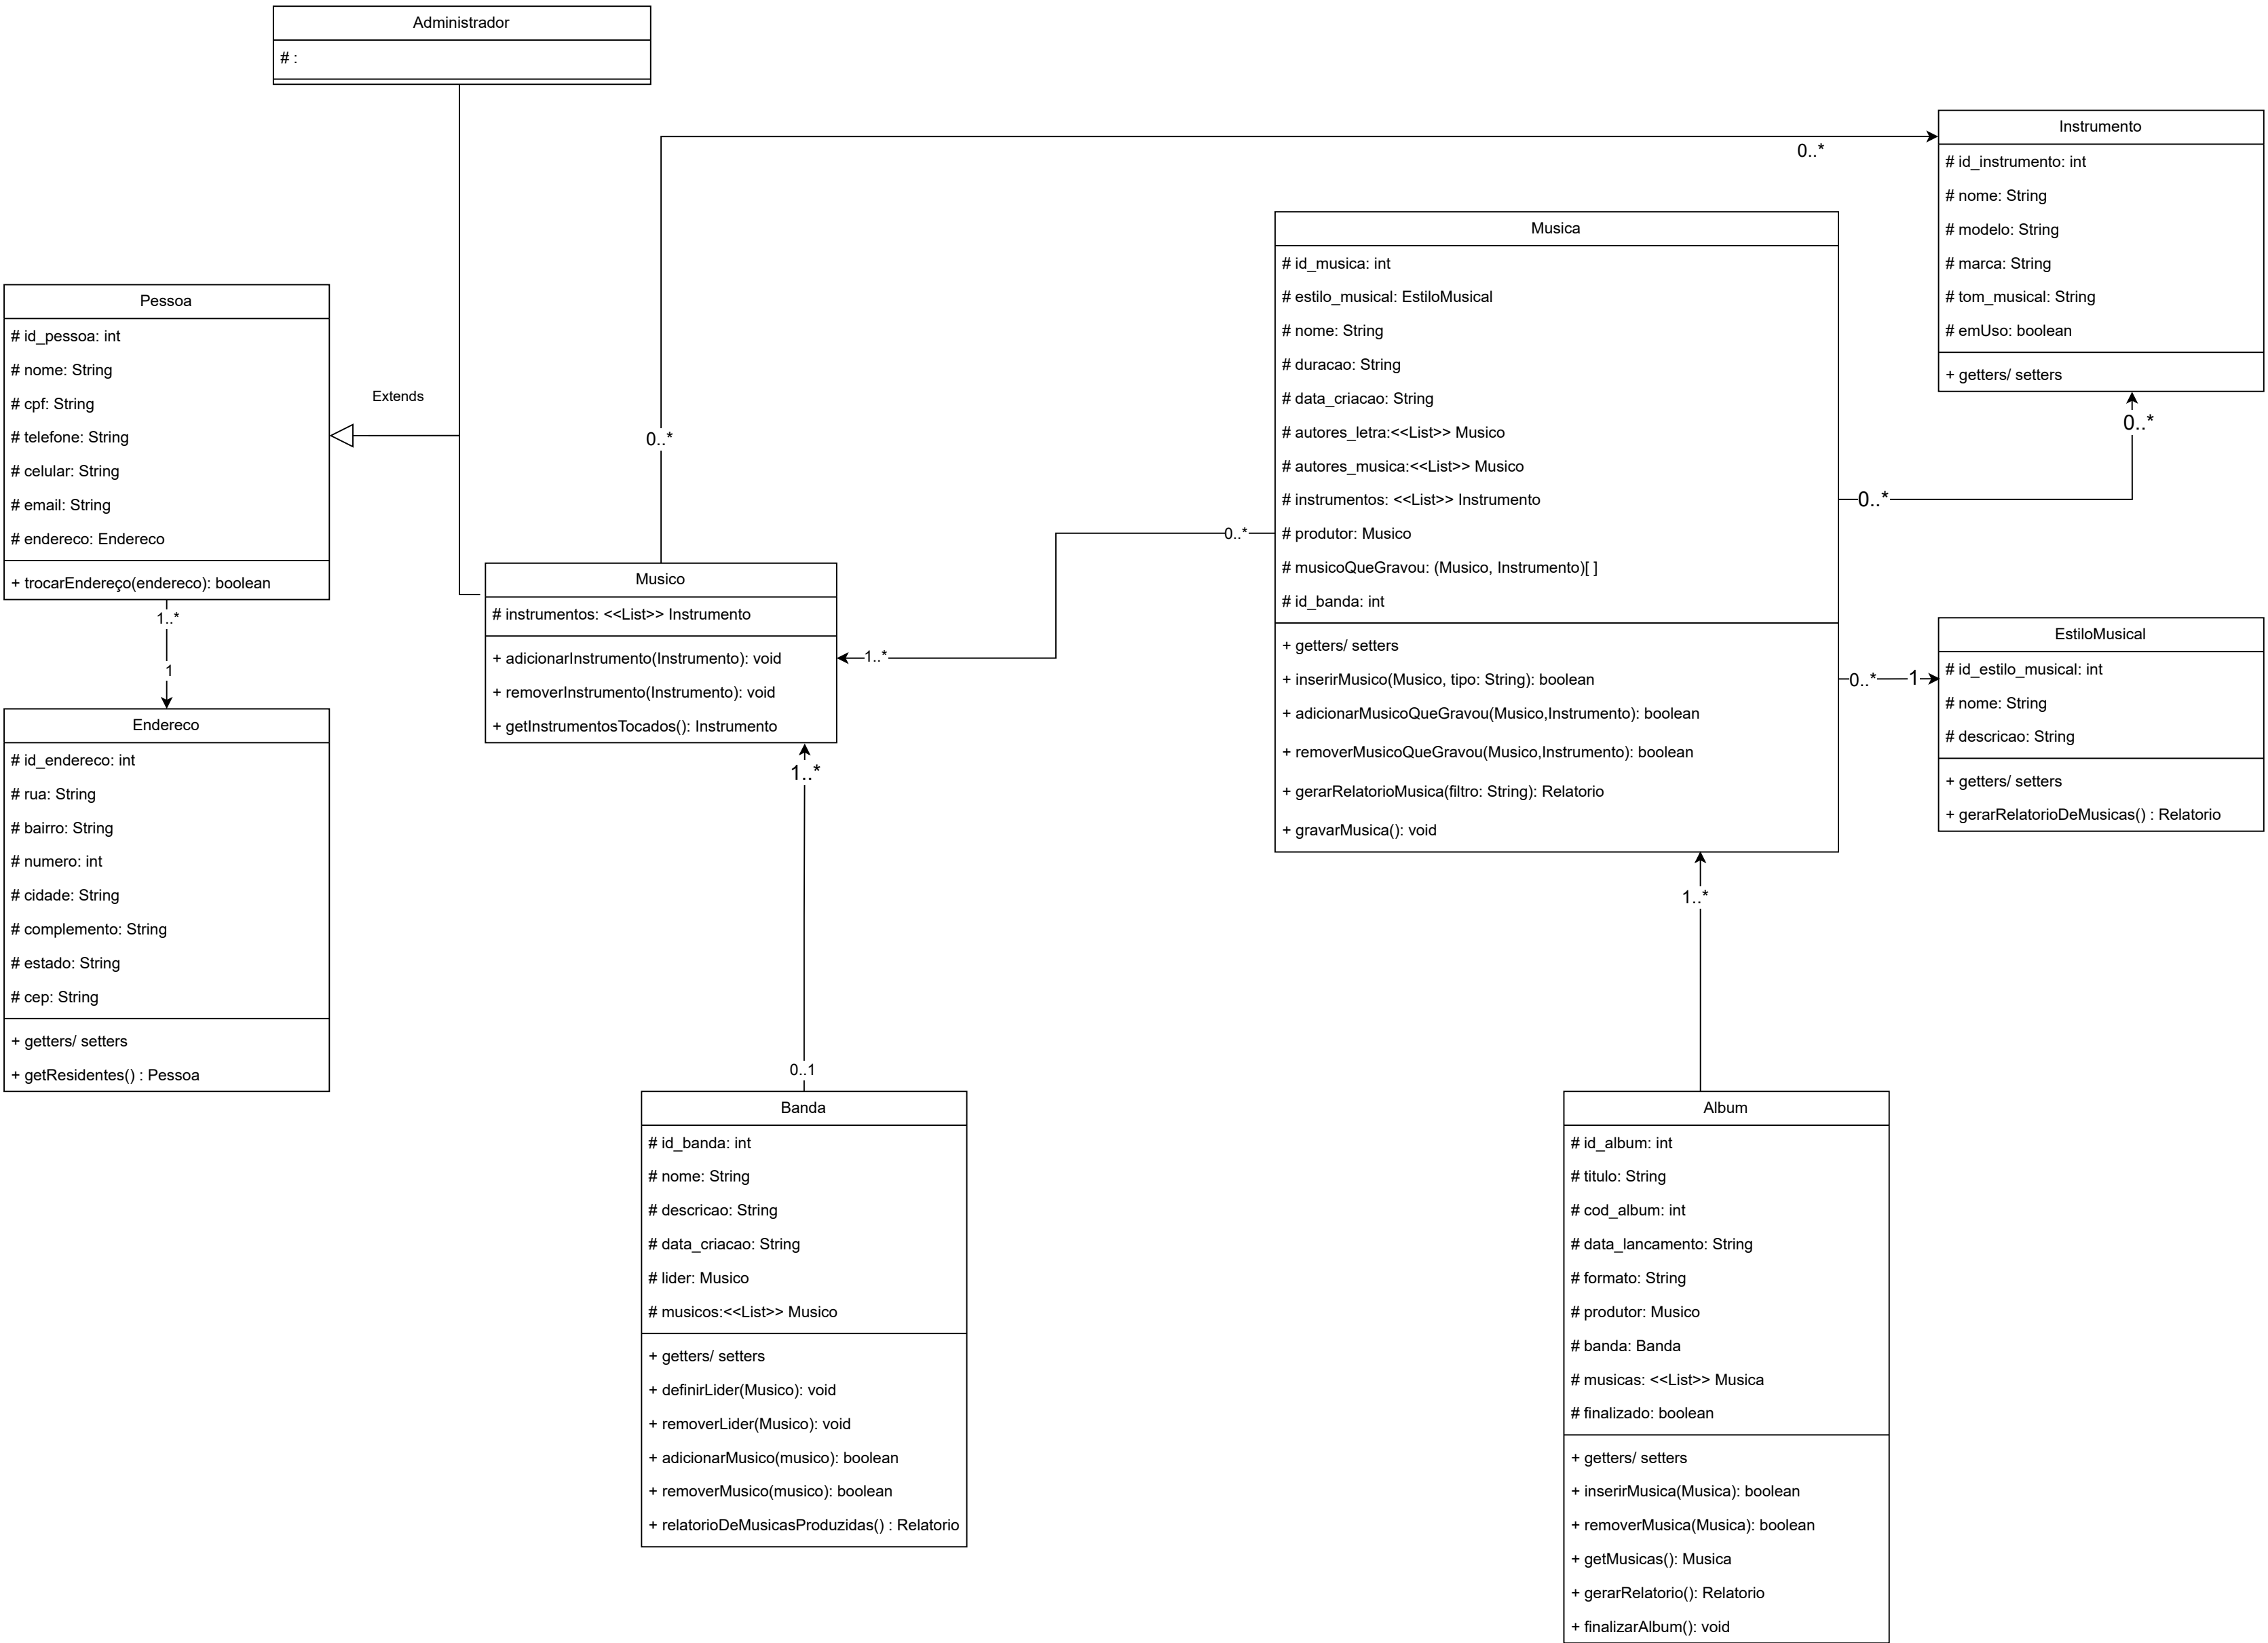 Administrador
# :
Pessoa
# id_pessoa: int
# nome: String
# cpf: String
# telefone: String
# celular: String
# email: String
# endereco: Endereco
+ trocarEndereço(endereco): boolean
Extends
1..*
1
Endereco
# id_endereco: int
# rua: String
# bairro: String
# numero: int
# cidade: String
# complemento: String
# estado: String
# cep: String
+ getters/ setters
+ getResidentes() : Pessoa
0..*
0..*
Musico
# instrumentos: <<List>> Instrumento
+ adicionarInstrumento(Instrumento): void
+ removerInstrumento(Instrumento): void
+ getInstrumentosTocados(): Instrumento
1..*
0..*
1..*
0..1
Banda
# id_banda: int
# nome: String
# descricao: String
# data_criacao: String
# lider: Musico
# musicos:<<List>> Musico
+ getters/ setters
+ definirLider(Musico): void
+ removerLider(Musico): void
+ adicionarMusico(musico): boolean
+ removerMusico(musico): boolean
+ relatorioDeMusicasProduzidas() : Relatorio
Musica
# id_musica: int
# estilo_musical: EstiloMusical
# nome: String
# duracao: String
# data_criacao: String
# autores_letra:<<List>> Musico
# autores_musica:<<List>> Musico
# instrumentos: <<List>> Instrumento
# produtor: Musico
# musicoQueGravou: (Musico, Instrumento)[ ]
# id_banda: int
+ getters/ setters
+ inserirMusico(Musico, tipo: String): boolean
+ adicionarMusicoQueGravou(Musico,Instrumento): boolean
+ removerMusicoQueGravou(Musico,Instrumento): boolean
+ gerarRelatorioMusica(filtro: String): Relatorio
+ gravarMusica(): void
Instrumento
# id_instrumento: int
# nome: String
# modelo: String
# marca: String
# tom_musical: String
# emUso: boolean
+ getters/ setters
0..*
0..*
EstiloMusical
# id_estilo_musical: int
# nome: String
# descricao: String
+ getters/ setters
+ gerarRelatorioDeMusicas() : Relatorio
0..*
1
1..*
Album
# id_album: int
# titulo: String
# cod_album: int
# data_lancamento: String
# formato: String
# produtor: Musico
# banda: Banda
# musicas: <<List>> Musica
# finalizado: boolean
+ getters/ setters
+ inserirMusica(Musica): boolean
+ removerMusica(Musica): boolean
+ getMusicas(): Musica
+ gerarRelatorio(): Relatorio
+ finalizarAlbum(): void